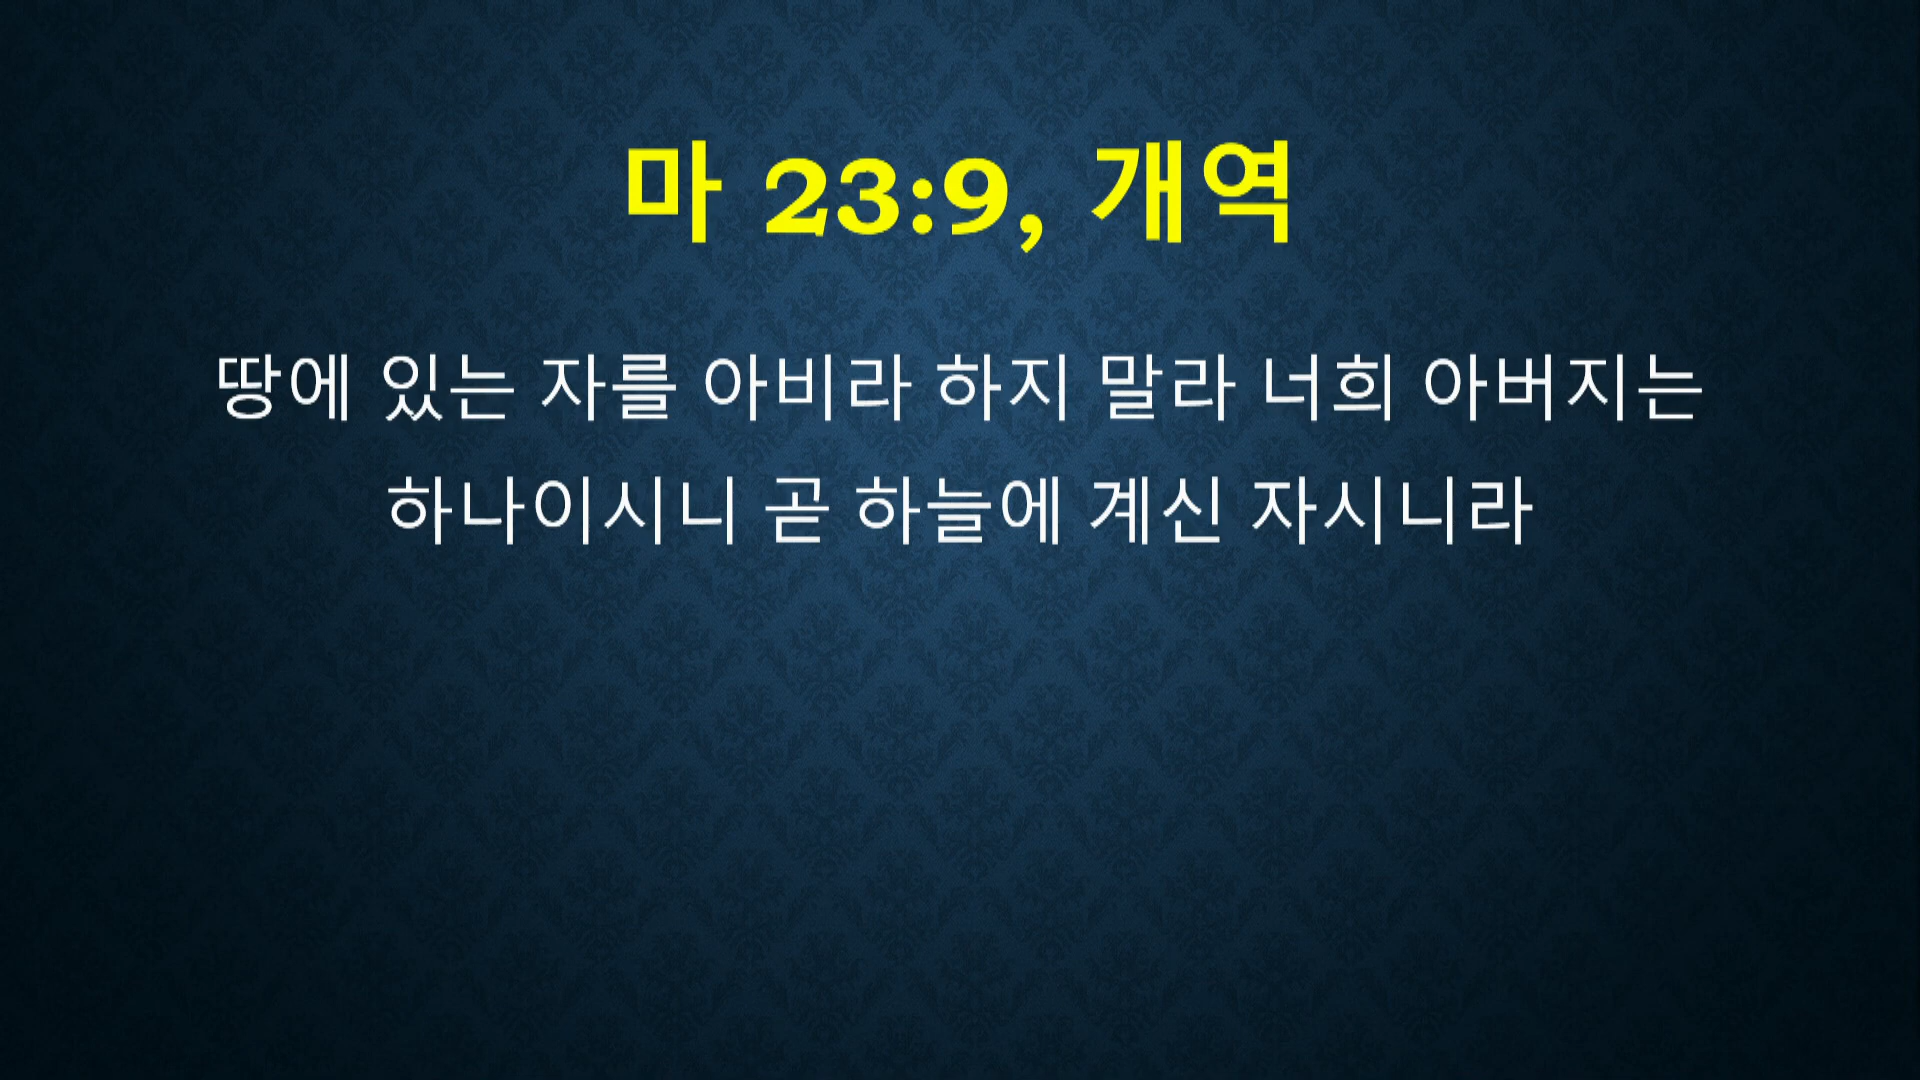 마 23:9, 개역
땅에 있는 자를 아비라 하지 말라 너희 아버지는
하나이시니 곧 하늘에 계신 자시니라